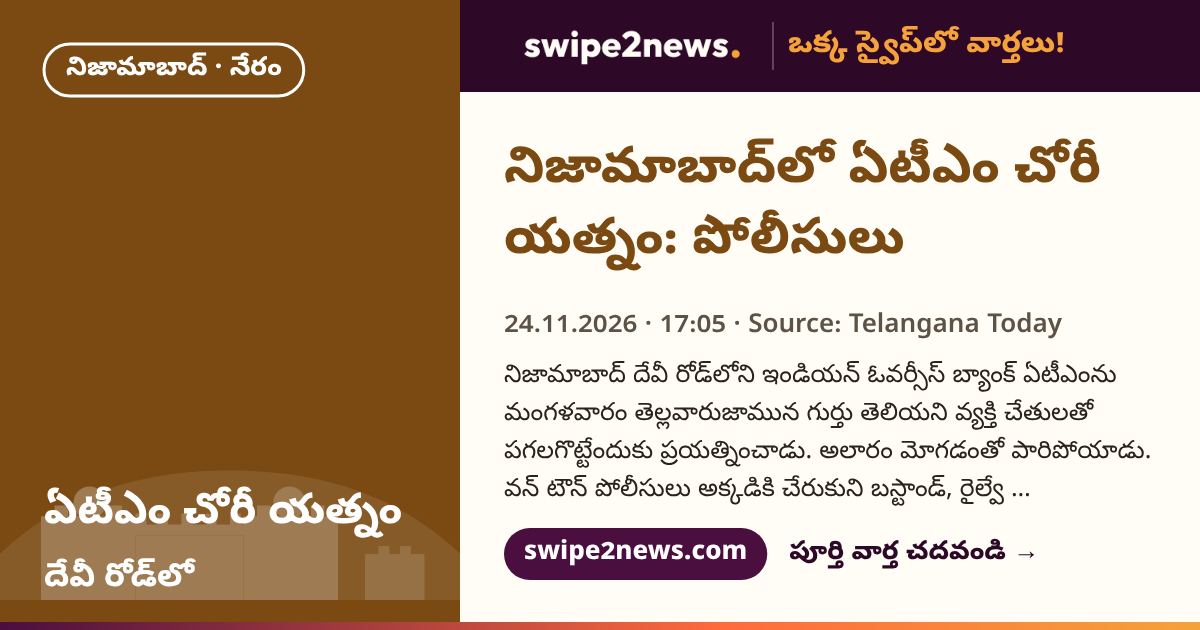 నిజామాబాద్ · నేరం
ఏటీఎం చోరీ యత్నం
దేవీ రోడ్‌లో
swipe2news.
ఒక్క స్వైప్‌లో వార్తలు!
నిజామాబాద్‌లో ఏటీఎం చోరీ
యత్నం: పోలీసులు
24.11.2026 · 17:05 · Source: Telangana Today
నిజామాబాద్ దేవీ రోడ్‌లోని ఇండియన్ ఓవర్సీస్ బ్యాంక్ ఏటీఎంను
మంగళవారం తెల్లవారుజామున గుర్తు తెలియని వ్యక్తి చేతులతో
పగలగొట్టేందుకు ప్రయత్నించాడు. అలారం మోగడంతో పారిపోయాడు.
వన్ టౌన్ పోలీసులు అక్కడికి చేరుకుని బస్టాండ్, రైల్వే ...
swipe2news.com
పూర్తి వార్త చదవండి →